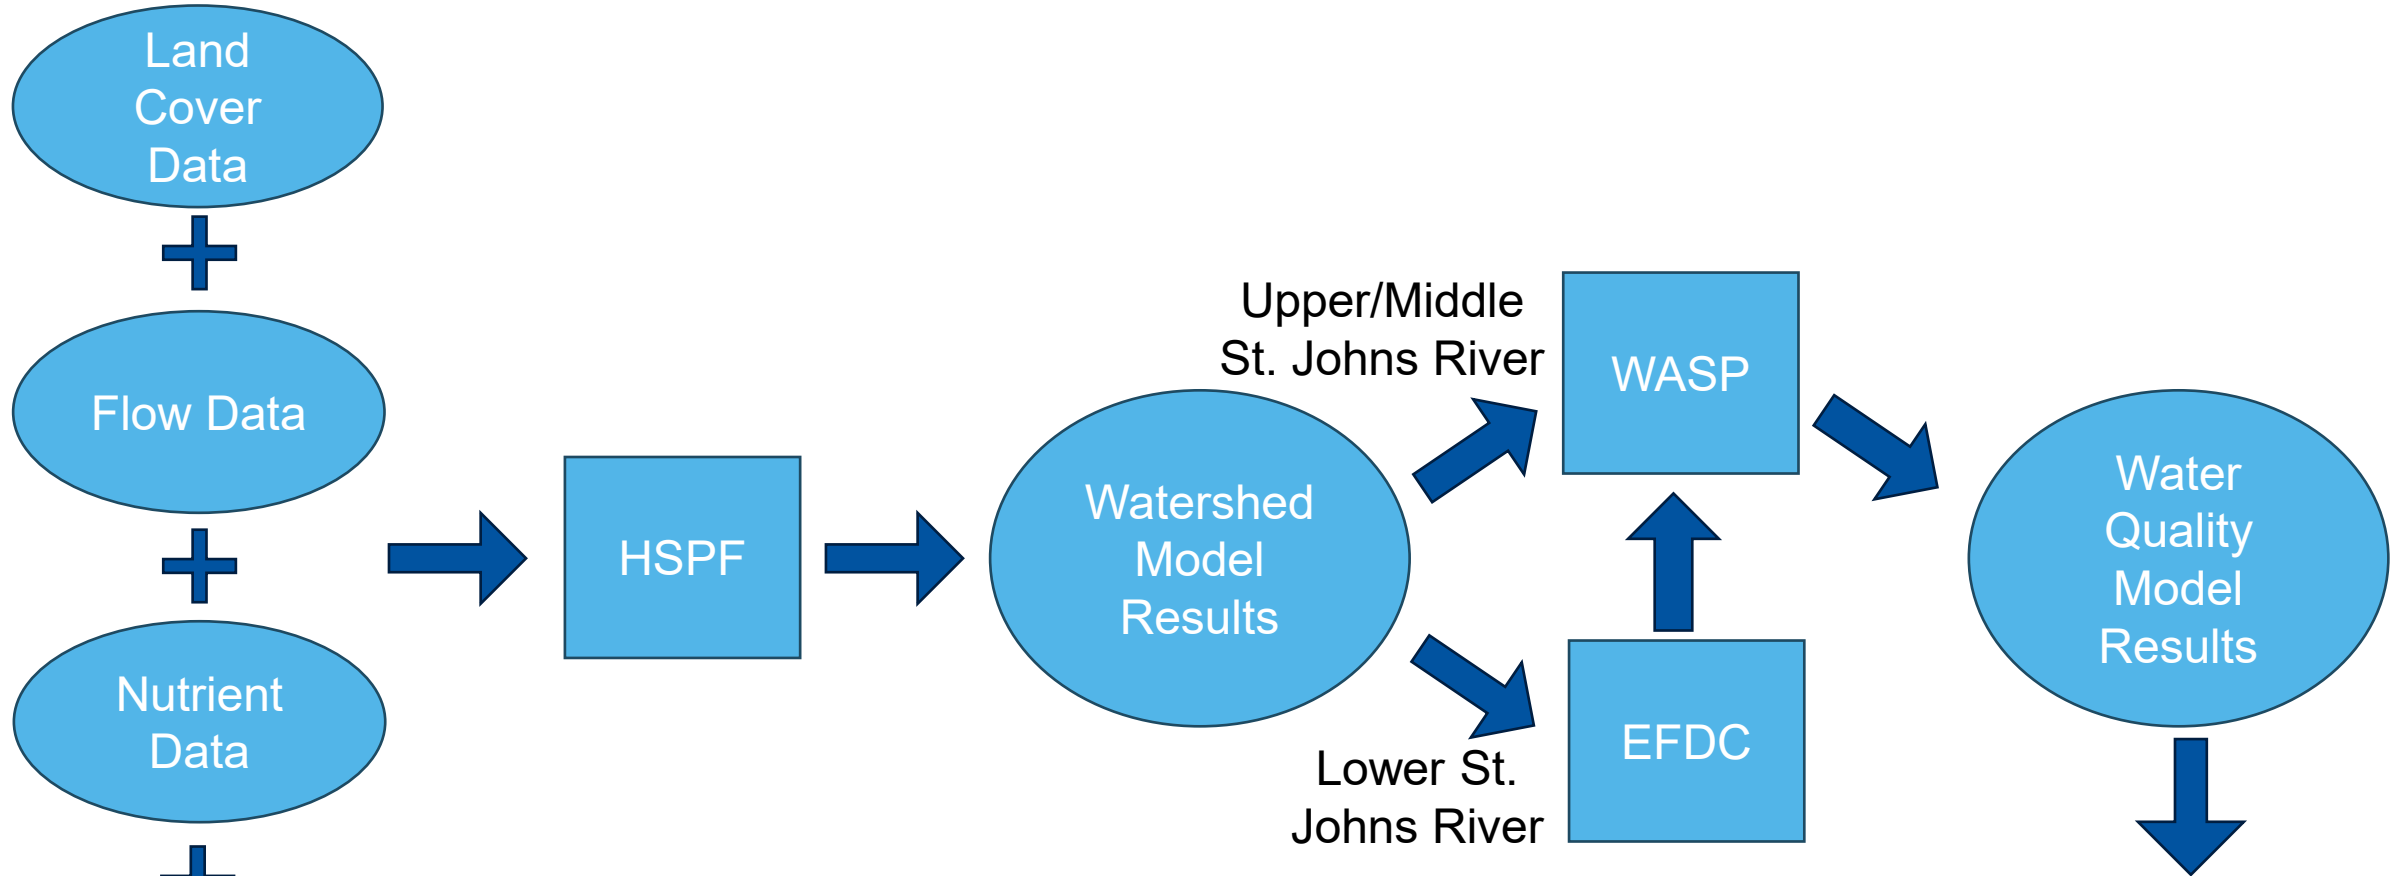 Land
Cover
Data
Flow Data
Nutrient
Data
HSPF
Watershed
Model
Results
Upper/Middle
St. Johns River
Lower St.
Johns River
WASP
EFDC
Water
Quality
Model
Results